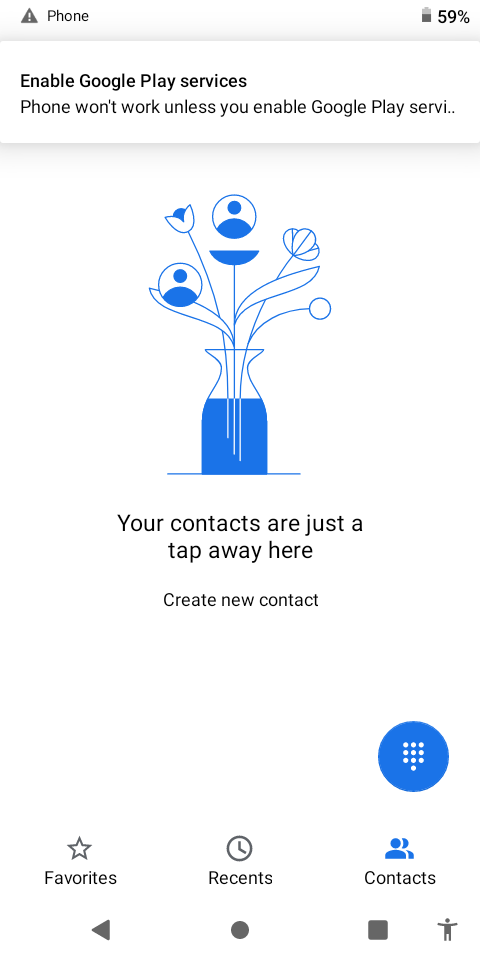 Phone
59%
Enable Google Play services
Phone won't work unless you enable Google Play servi..
Your contacts are just a
tap away here
Create new contact
Favorites
Recents
Contacts